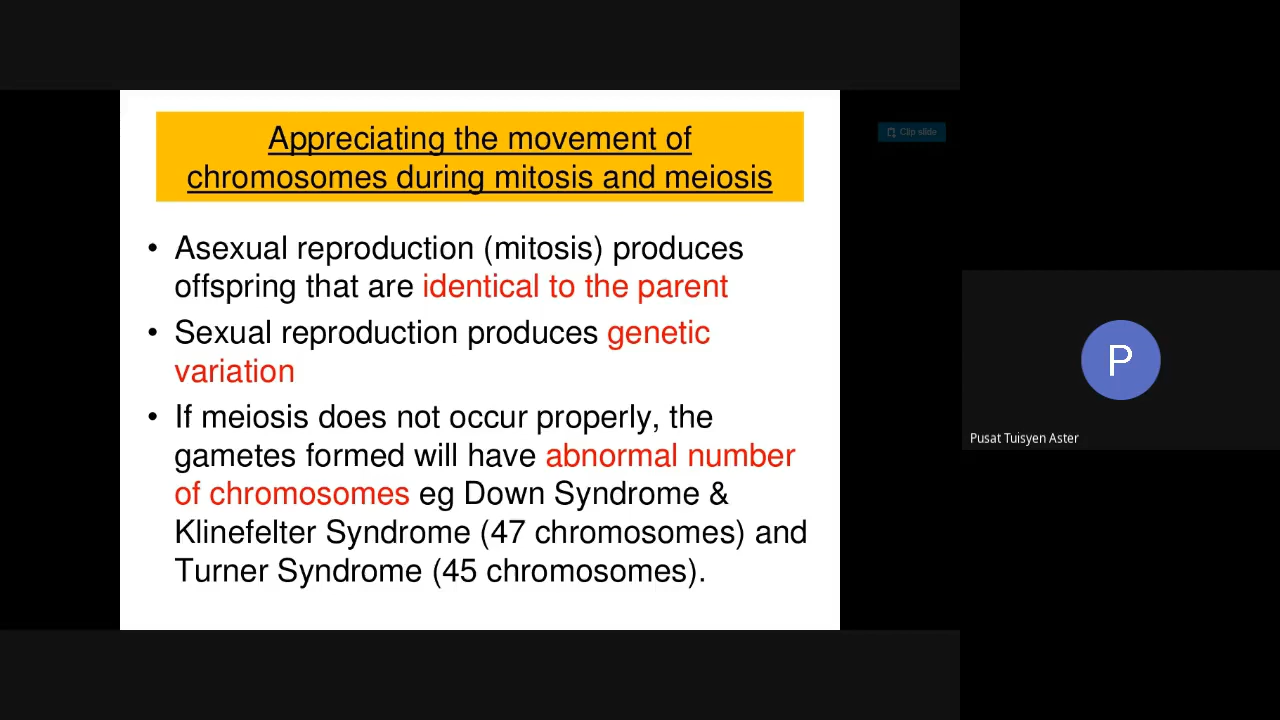 Appreciating the movement of
chromosomes during mitosis and meiosis
Clip slide
• Asexual reproduction (mitosis) produces
offspring that are identical to the parent
• Sexual reproduction produces genetic
variation
• If meiosis does not occur properly, the
gametes formed will have abnormal number
of chromosomes eg Down Syndrome &
Klinefelter Syndrome (47 chromosomes) and
Turner Syndrome (45 chromosomes).
P
Pusat Tuisyen Aster